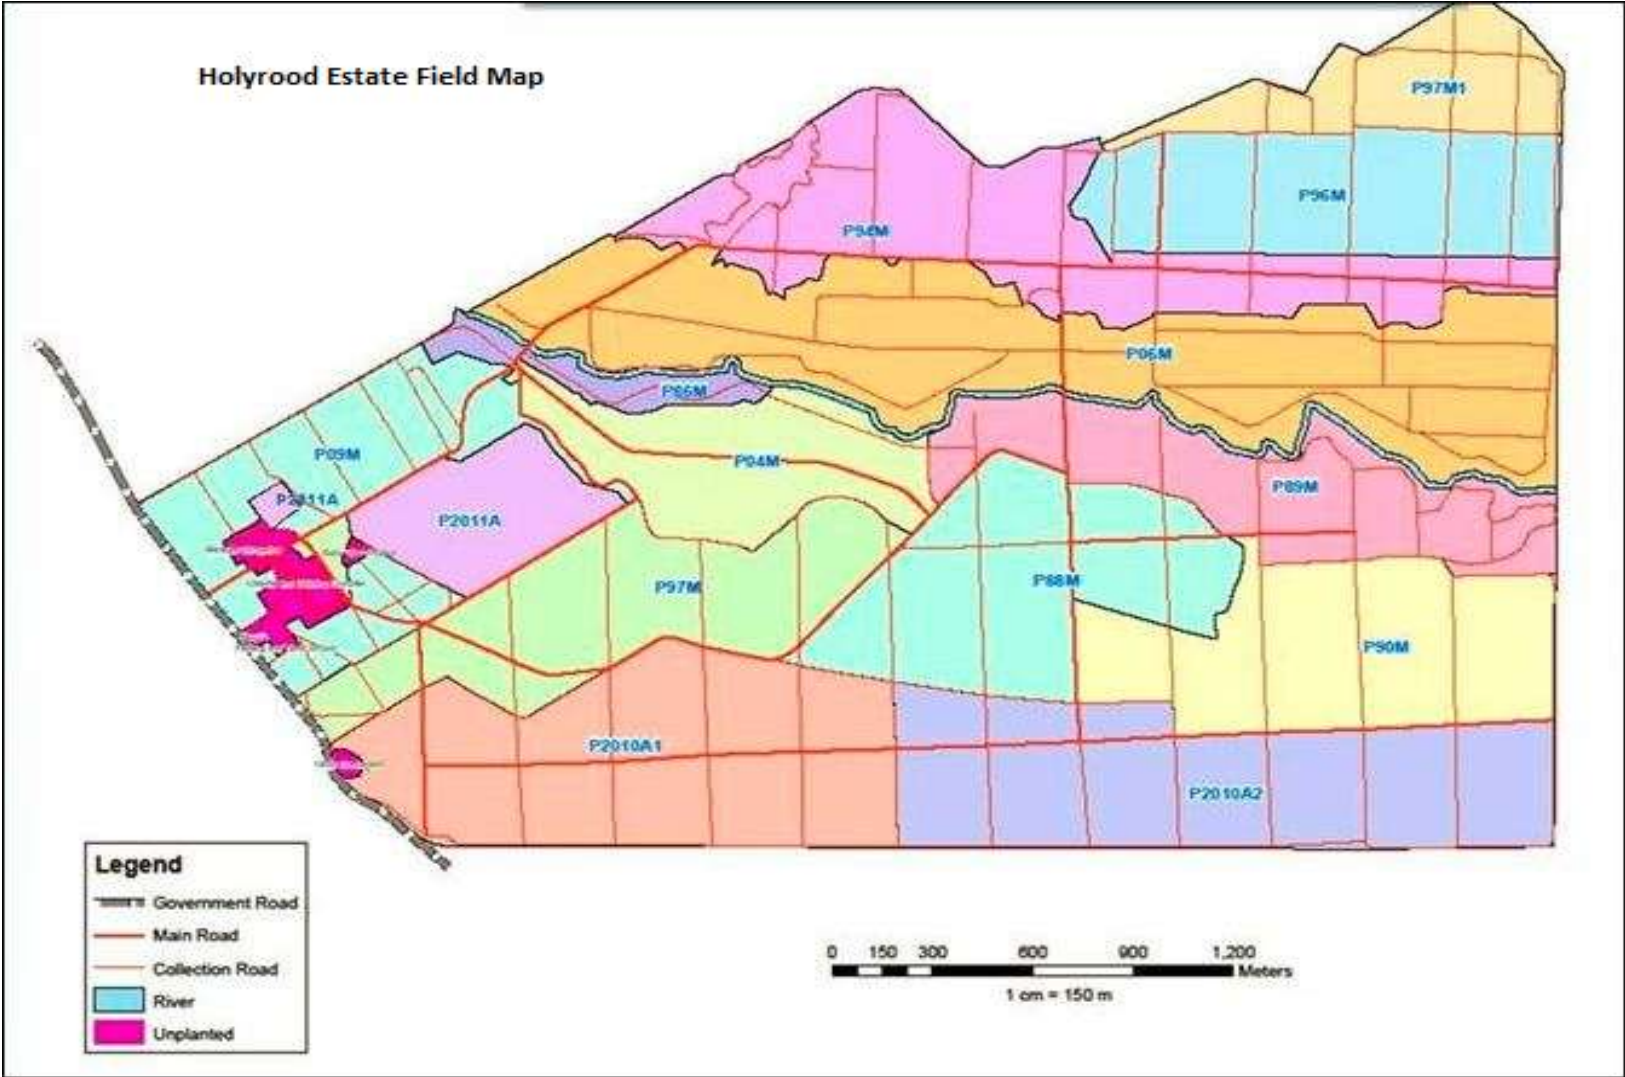 Holyrood Estate Field Map
P97M1
P96M
P94M
P06M
P86M
P09M
P04M
P2011A
P89M
P2011A
P97M
P88M
P90M
P2010A1
P2010A2
Legend
Government Road
Main Road
Collection Road
River
Unplanted
0 150 300 600 900 1,200
Meters
1 cm = 150 m